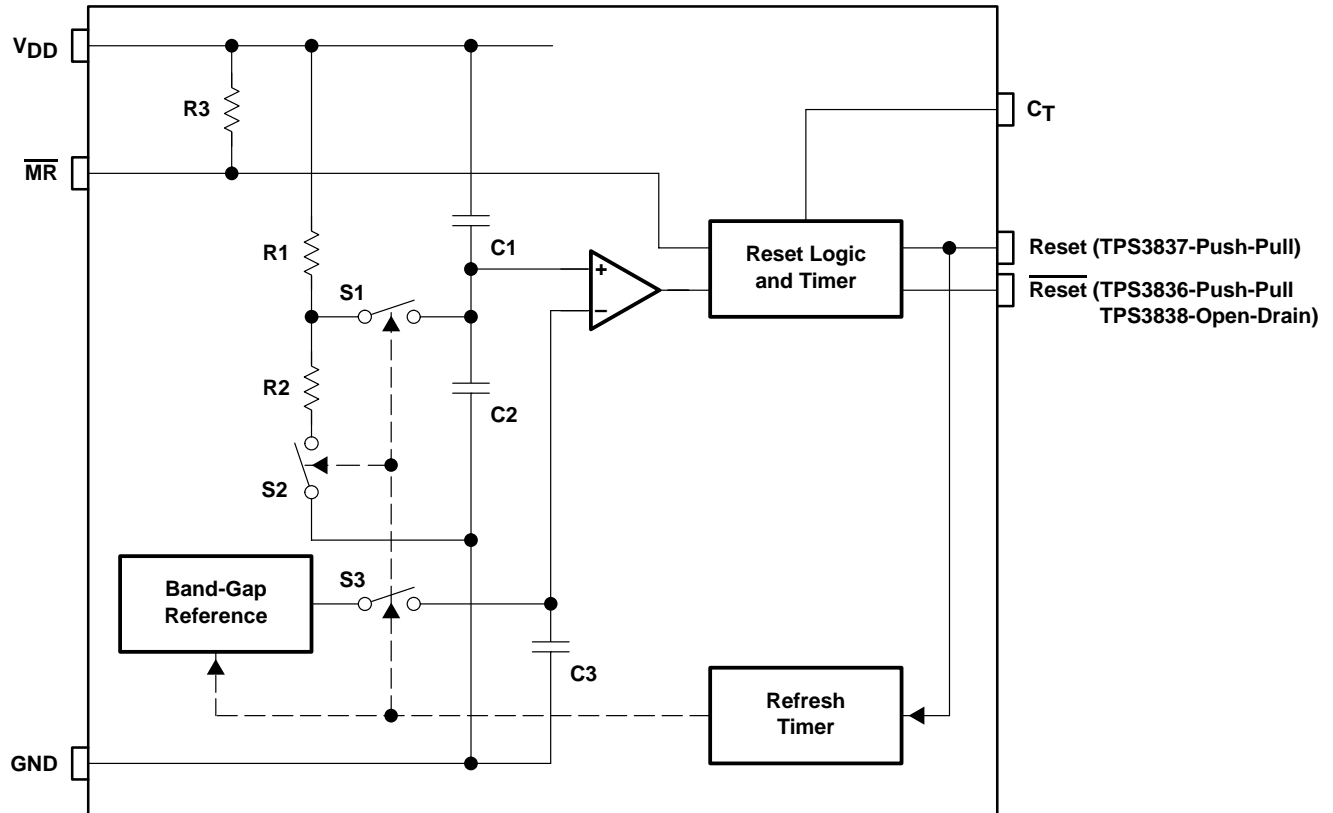 VDD
R3
CT
MR
R1
C1
Reset Logic
and Timer
Reset (TPS3837-Push-Pull)
S1
+
−
Reset (TPS3836-Push-Pull
TPS3838-Open-Drain)
R2
C2
S2
Band-Gap
Reference
S3
C3
Refresh
Timer
GND